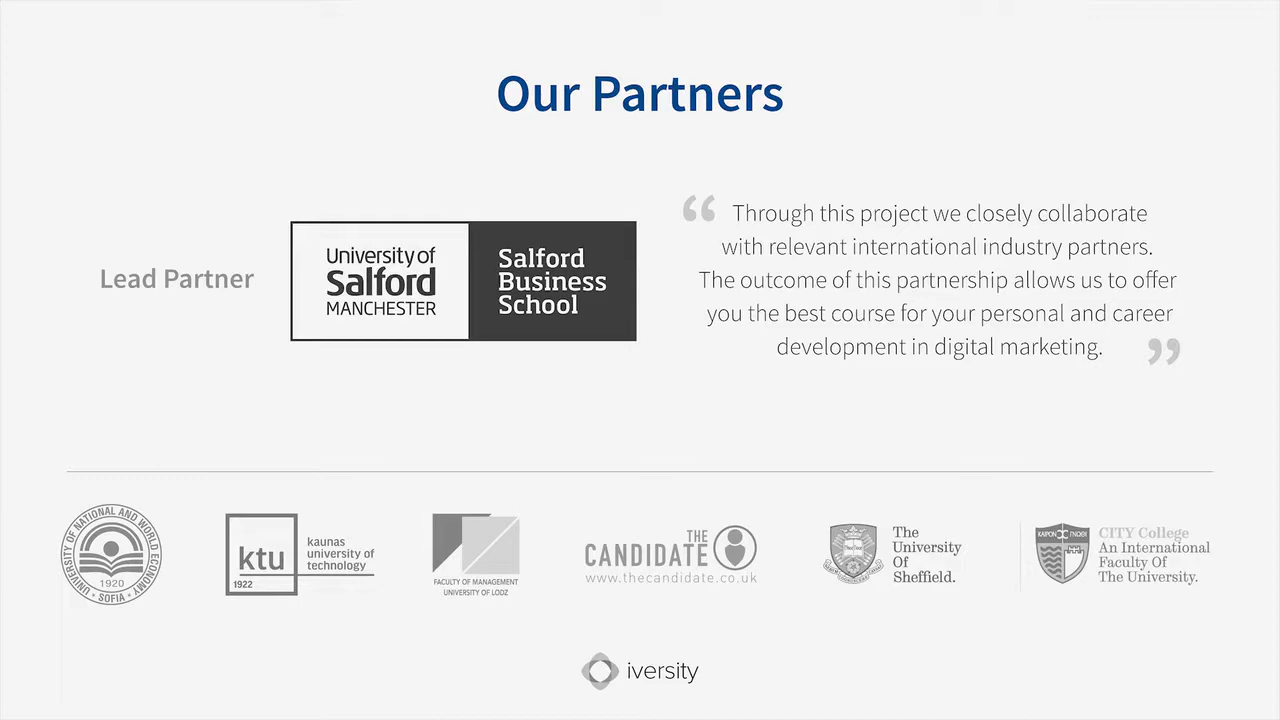 Our Partners
Lead Partner
University of
Salford
MANCHESTER
Salford
Business
School
“ Through this project we closely collaborate
with relevant international industry partners.
The outcome of this partnership allows us to offer
you the best course for your personal and career
development in digital marketing. ”
UNIVERSITY OF NATIONAL AND WORLD ECONOMY
1920
• SOFIA •
ktu
1922
kaunas
university of
technology
FACULTY OF MANAGEMENT
UNIVERSITY OF LODZ
THE
CANDIDATE
www.thecandidate.co.uk
The
University
Of
Sheffield.
CITY College
An International
Faculty Of
The University.
iversity